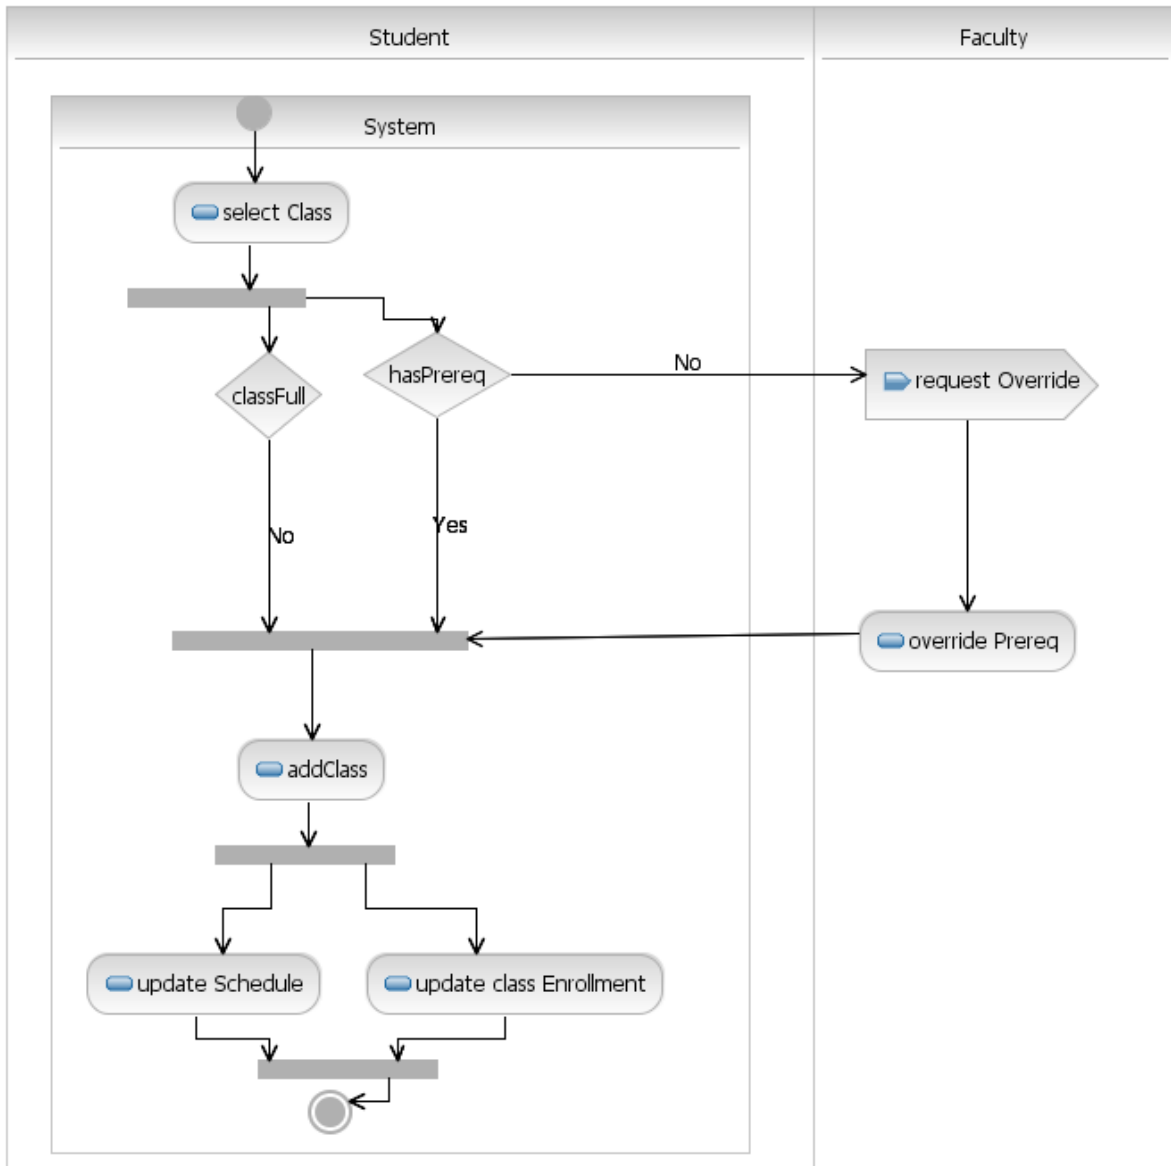 Student
Faculty
System
select Class
classFull
hasPrereq
No
request Override
No
Yes
override Prereq
addClass
update Schedule
update class Enrollment